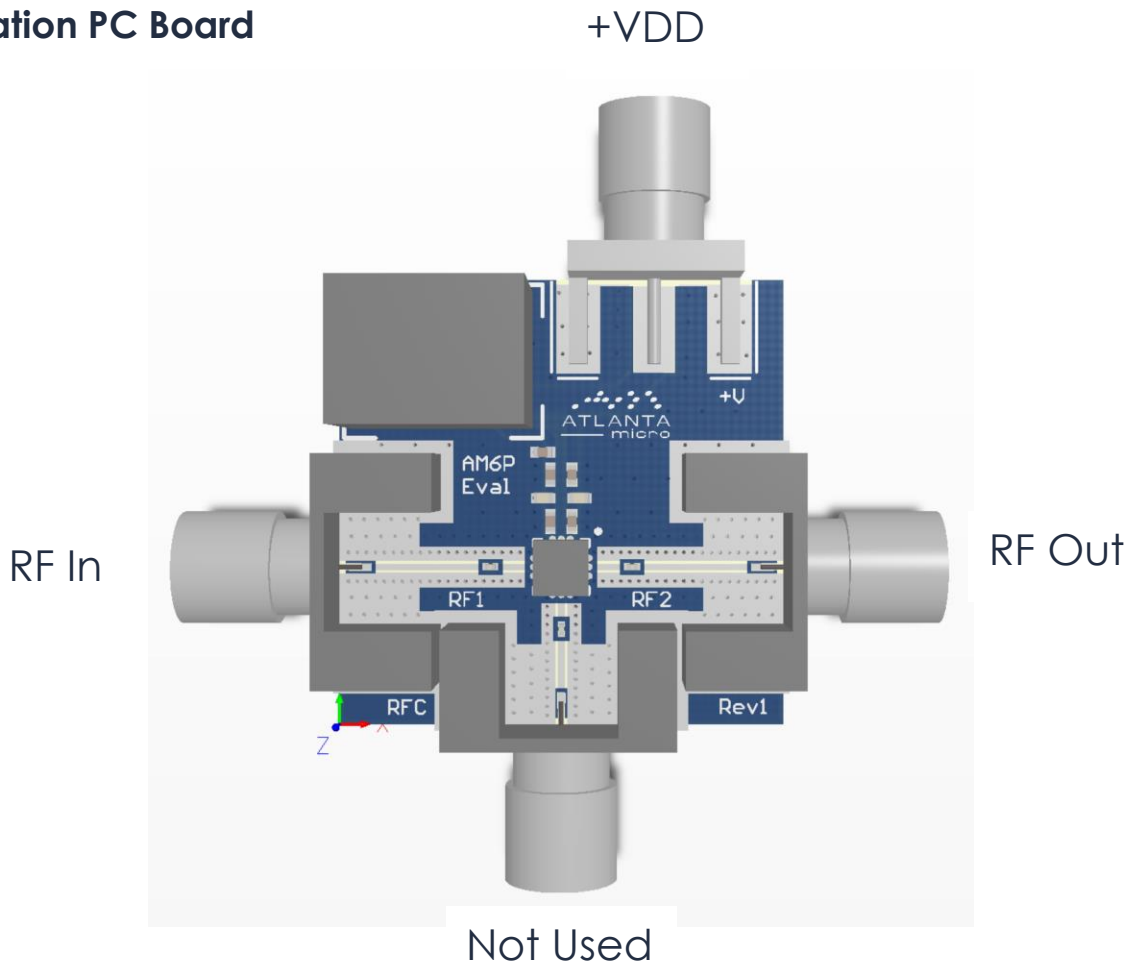 ation PC Board
+VDD
+V
ATLANTA
micro
AM6P
Eval
RF In
RF Out
RF1
RF2
RFC
Rev1
Z
X
Not Used